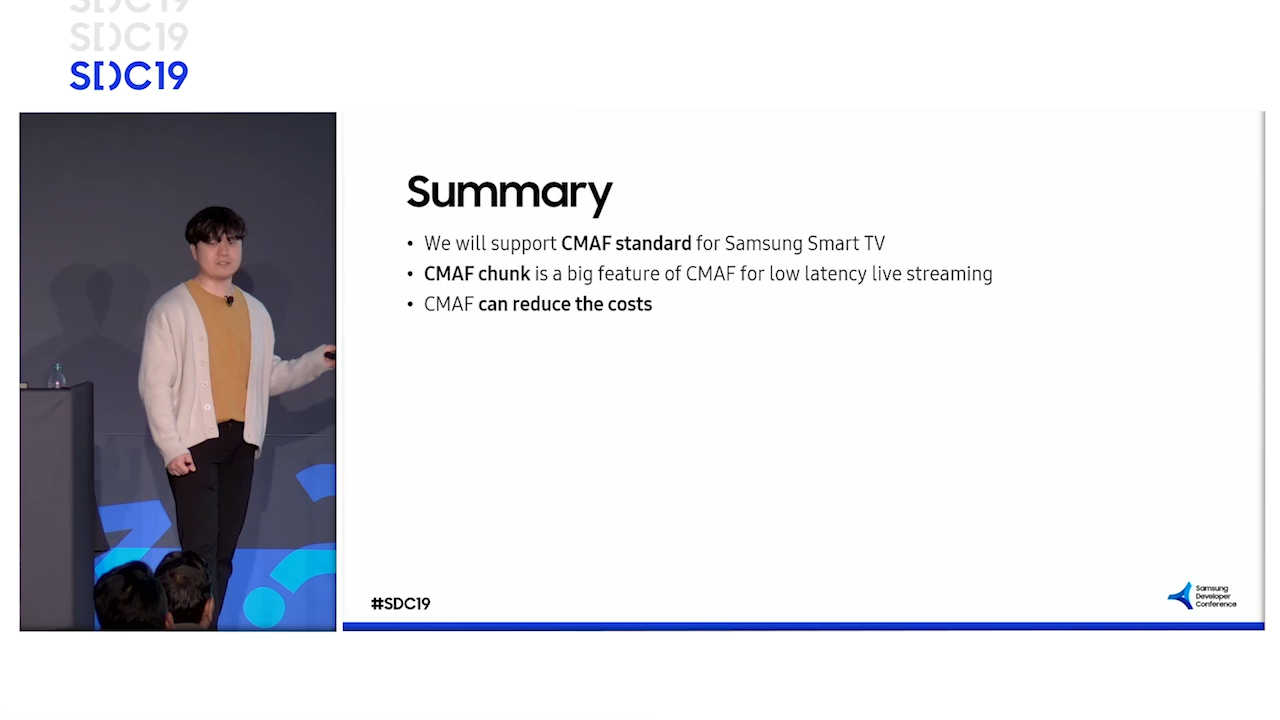 SDC19
SDC19
SDC19
Summary
• We will support CMAF standard for Samsung Smart TV
• CMAF chunk is a big feature of CMAF for low latency live streaming
• CMAF can reduce the costs
#SDC19
Samsung
Developer
Conference